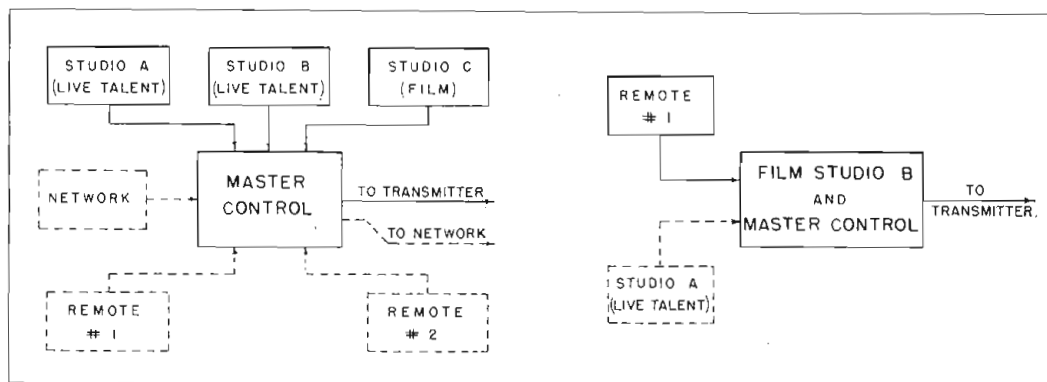 STUDIO A
(LIVE TALENT)
STUDIO B
(LIVE TALENT)
STUDIO C
(FILM)
NETWORK
MASTER
CONTROL
TO TRANSMITTER
TO NETWORK
REMOTE
# 1
REMOTE
# 2
REMOTE
# 1
FILM STUDIO B
AND
MASTER CONTROL
TO
TRANSMITTER.
STUDIO A
(LIVE TALENT)